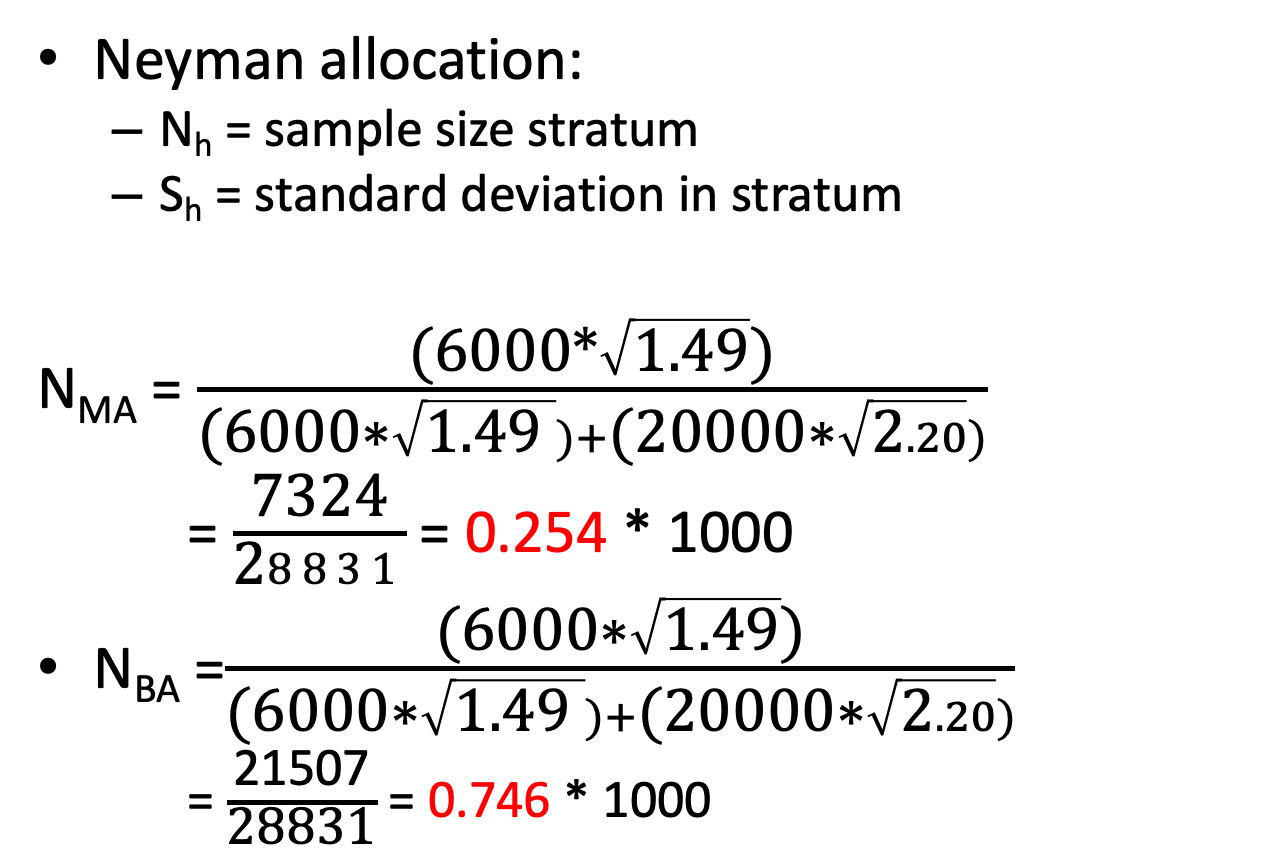 • Neyman allocation:
– Nₕ = sample size stratum
– Sₕ = standard deviation in stratum
N_MA = (6000*√1.49) / (6000*√1.49 )+(20000*√2.20)
= 7324 / 28831 = 0.254 * 1000
• N_BA = (6000*√1.49) / (6000*√1.49 )+(20000*√2.20)
= 21507 / 28831 = 0.746 * 1000